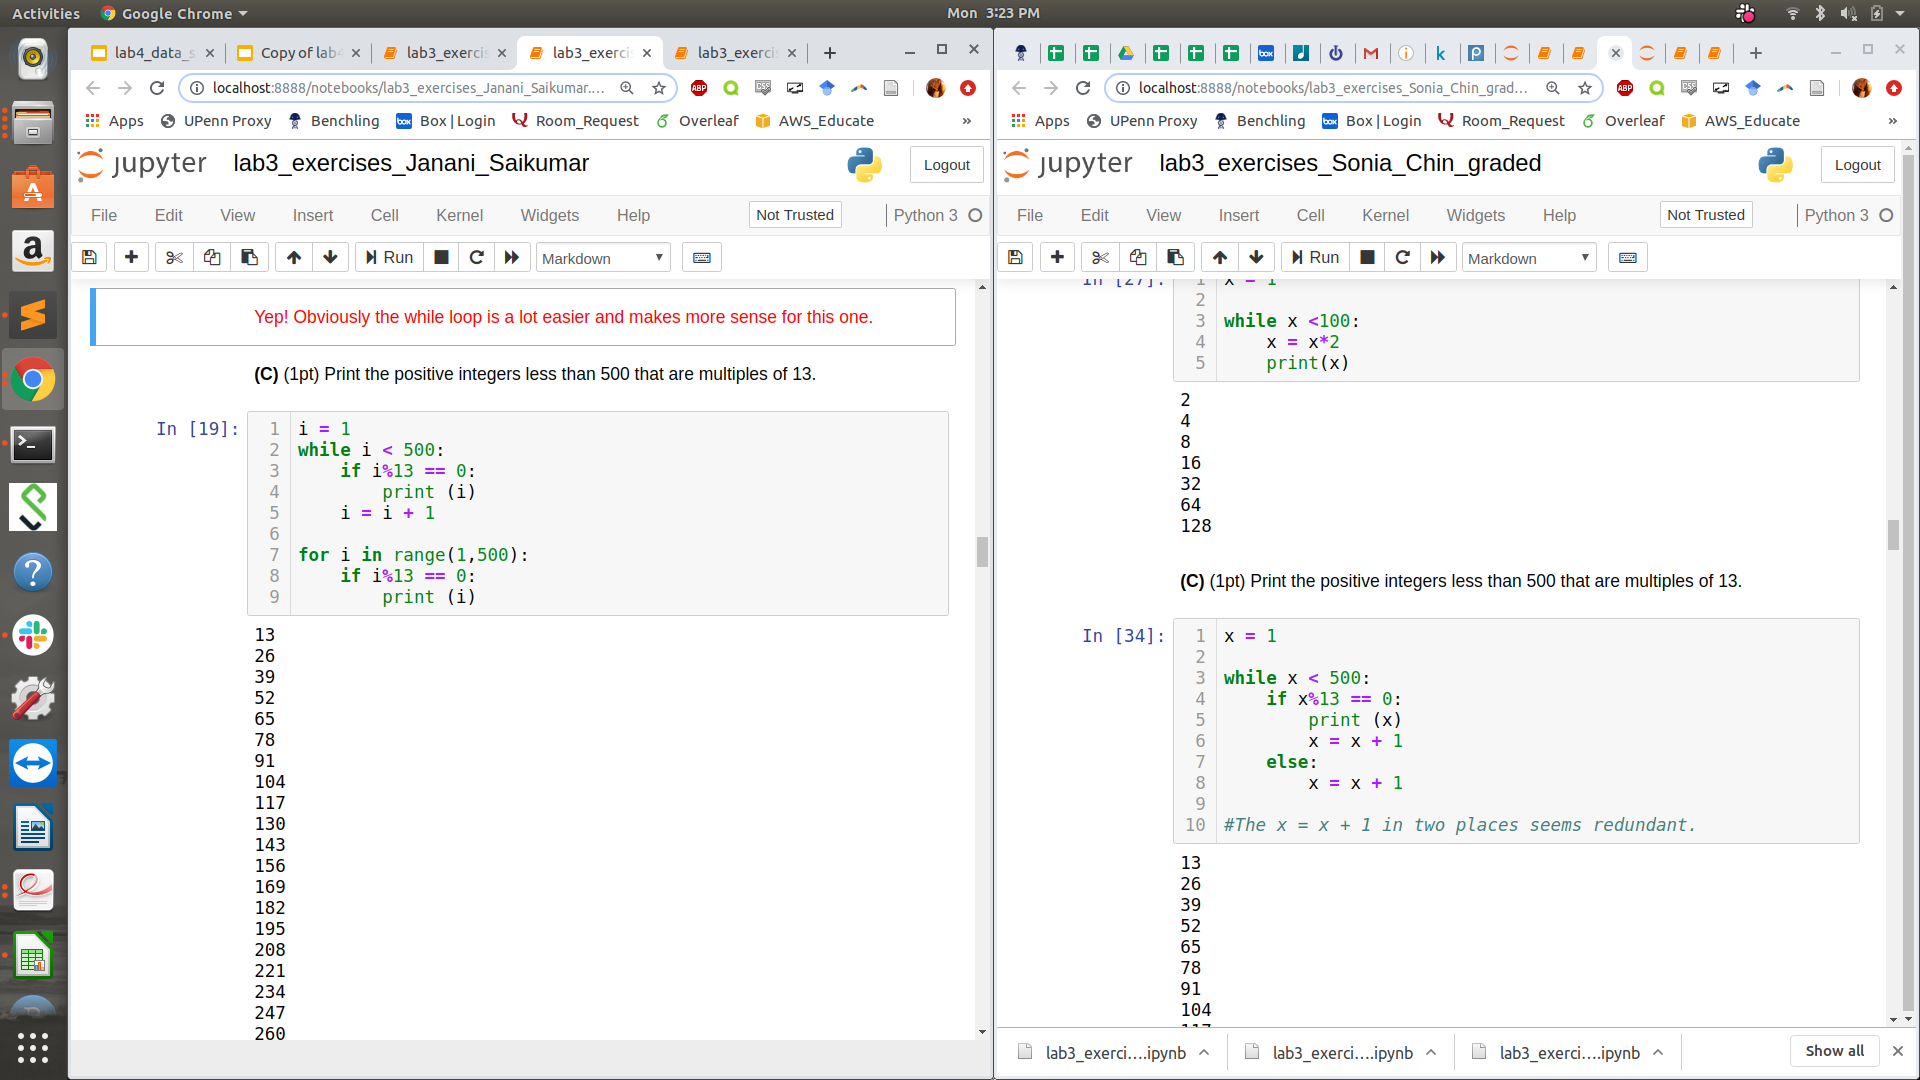 Activities
Google Chrome
Mon 3:23 PM
lab4_data_s
Copy of lab4
lab3_exercis
lab3_exercis
lab3_exercis
localhost:8888/notebooks/lab3_exercises_Janani_Saikumar....
Apps
UPenn Proxy
Benchling
Box | Login
Room_Request
Overleaf
AWS_Educate
»
jupyter
lab3_exercises_Janani_Saikumar
Logout
File Edit View Insert Cell Kernel Widgets Help
Not Trusted
Python 3
Run
Markdown
Yep! Obviously the while loop is a lot easier and makes more sense for this one.
(C) (1pt) Print the positive integers less than 500 that are multiples of 13.
In [19]:
1 i = 1
2 while i < 500:
3     if i%13 == 0:
4         print (i)
5     i = i + 1
6
7 for i in range(1,500):
8     if i%13 == 0:
9         print (i)
13
26
39
52
65
78
91
104
117
130
143
156
169
182
195
208
221
234
247
260
localhost:8888/notebooks/lab3_exercises_Sonia_Chin_grad...
Apps
UPenn Proxy
Benchling
Box | Login
Room_Request
Overleaf
AWS_Educate
»
jupyter
lab3_exercises_Sonia_Chin_graded
Logout
File Edit View Insert Cell Kernel Widgets Help
Not Trusted
Python 3
Run
Markdown
In [27]:
1 x = 1
2
3 while x <100:
4     x = x*2
5     print(x)
2
4
8
16
32
64
128
(C) (1pt) Print the positive integers less than 500 that are multiples of 13.
In [34]:
1 x = 1
2
3 while x < 500:
4     if x%13 == 0:
5         print (x)
6         x = x + 1
7     else:
8         x = x + 1
9
10 #The x = x + 1 in two places seems redundant.
13
26
39
52
65
78
91
104
117
lab3_exerci....ipynb
lab3_exerci....ipynb
lab3_exerci....ipynb
Show all